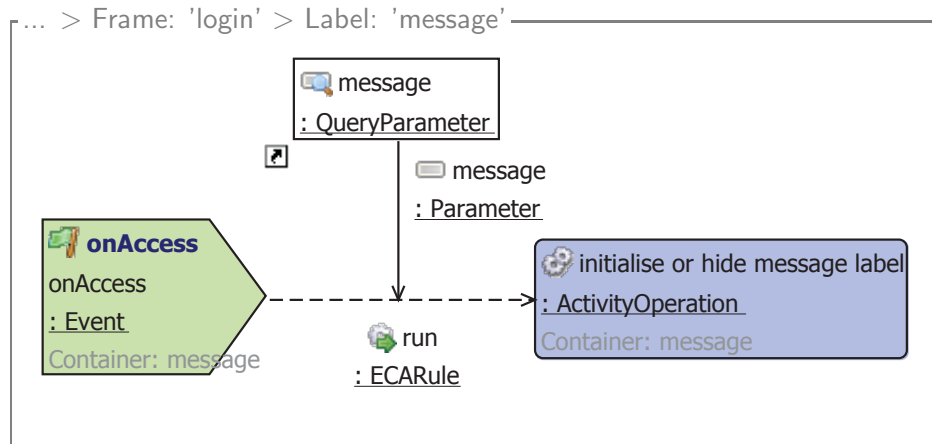 ... > Frame: 'login' > Label: 'message'
message
: QueryParameter
message
: Parameter
onAccess
onAccess
: Event
Container: message
initialise or hide message label
: ActivityOperation
Container: message
run
: ECARule